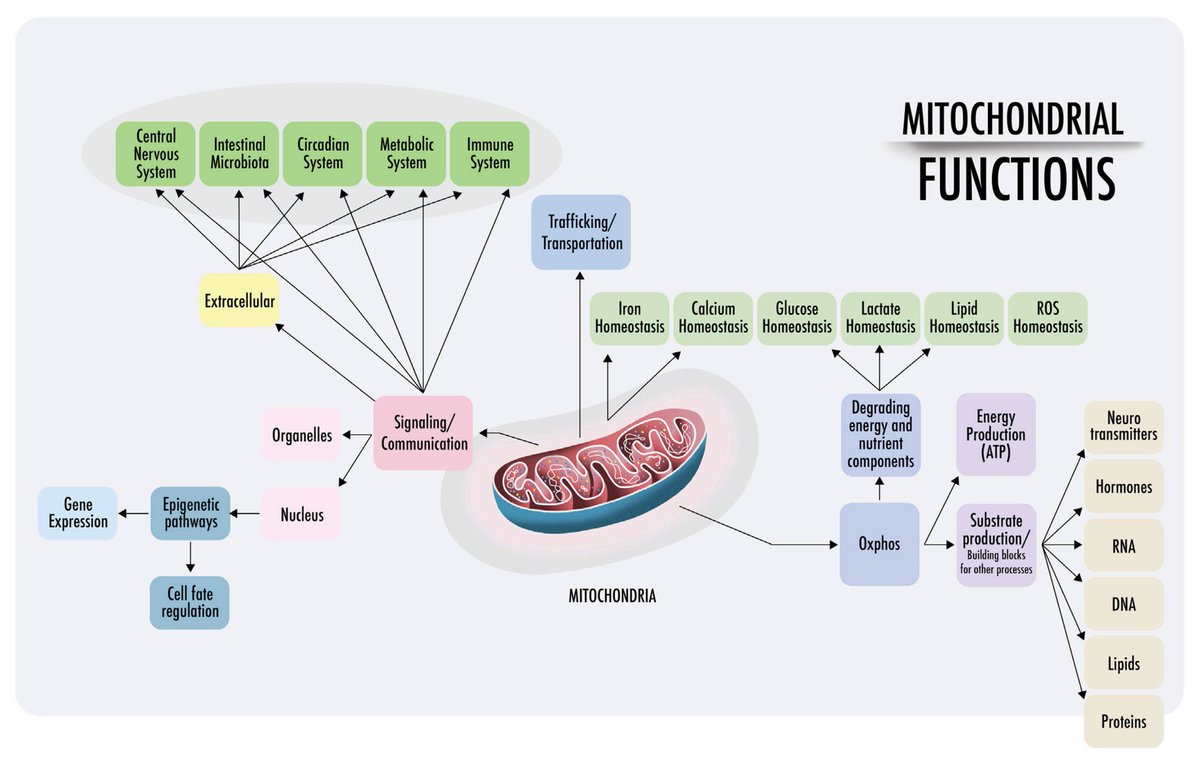 MITOCHONDRIAL
FUNCTIONS
Central
Nervous
System
Intestinal
Microbiota
Circadian
System
Metabolic
System
Immune
System
Trafficking/
Transportation
Extracellular
Iron
Homeostasis
Calcium
Homeostasis
Glucose
Homeostasis
Lactate
Homeostasis
Lipid
Homeostasis
ROS
Homeostasis
Signaling/
Communication
Organelles
Nucleus
Epigenetic
pathways
Gene
Expression
Cell fate
regulation
MITOCHONDRIA
Degrading
energy and
nutrient
components
Oxphos
Energy
Production
(ATP)
Substrate
production/
Building blocks
for other processes
Neuro
transmitters
Hormones
RNA
DNA
Lipids
Proteins